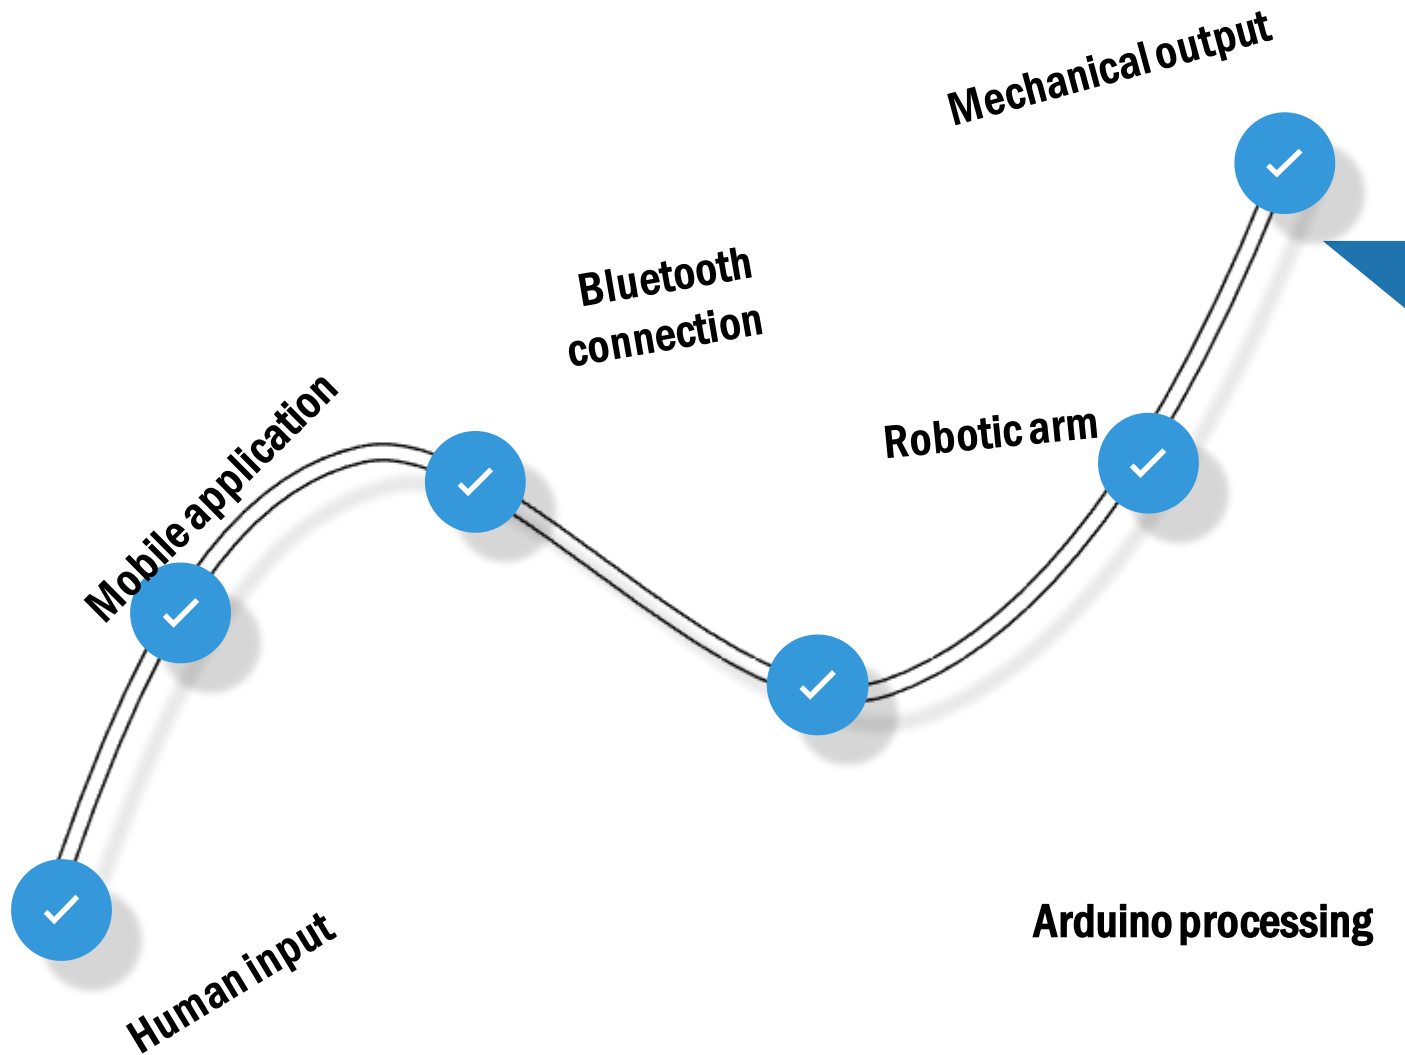 Mechanical output
Bluetooth
connection
Mobile application
Robotic arm
Arduino processing
Human input